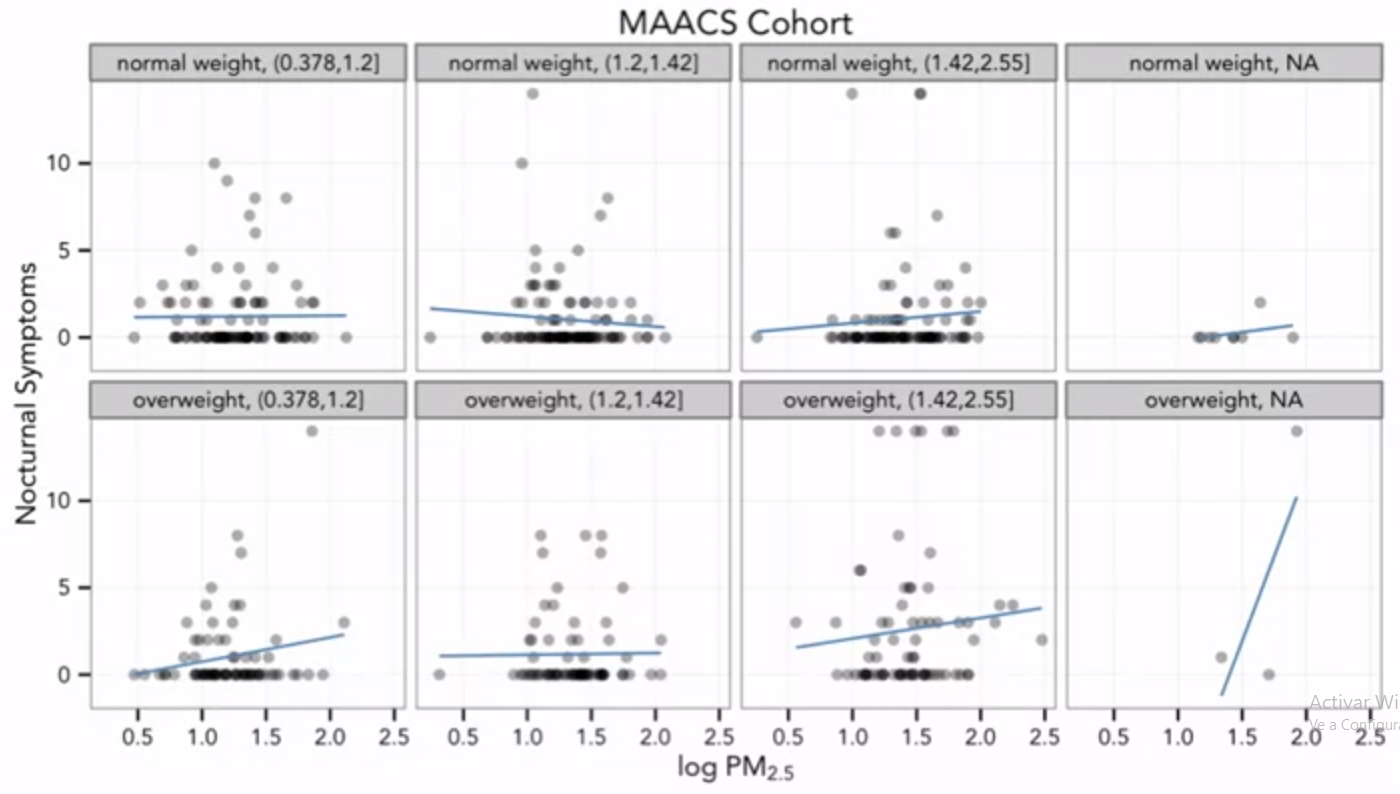 MAACS Cohort
normal weight, (0.378,1.2]
normal weight, (1.2,1.42]
normal weight, (1.42,2.55]
normal weight, NA
10
5
0
Nocturnal Symptoms
overweight, (0.378,1.2]
overweight, (1.2,1.42]
overweight, (1.42,2.55]
overweight, NA
10
5
0
Activar Wi
Ve a Configura
0.5 1.0 1.5 2.0 2.5
0.5 1.0 1.5 2.0 2.5
0.5 1.0 1.5 2.0 2.5
0.5 1.0 1.5 2.0 2.5
log PM2.5